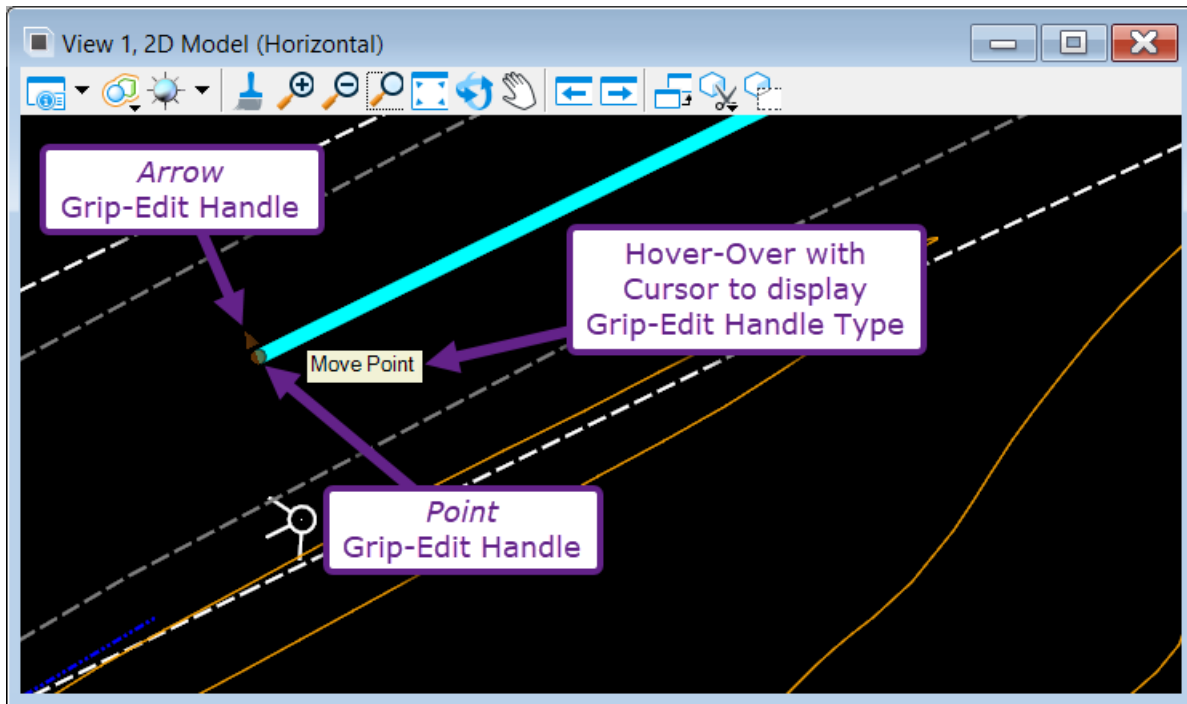 View 1, 2D Model (Horizontal)
Arrow
Grip-Edit Handle
Hover-Over with
Cursor to display
Grip-Edit Handle Type
Move Point
Point
Grip-Edit Handle